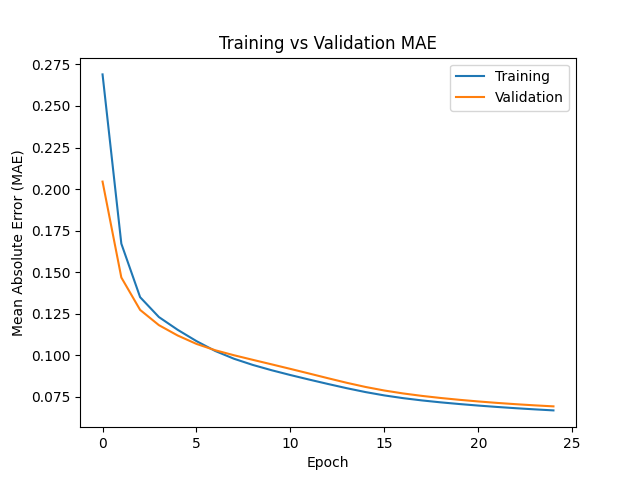 Training vs Validation MAE
Training
Validation
0.275
0.250
0.225
0.200
0.175
0.150
0.125
0.100
0.075
Mean Absolute Error (MAE)
0 5 10 15 20 25
Epoch